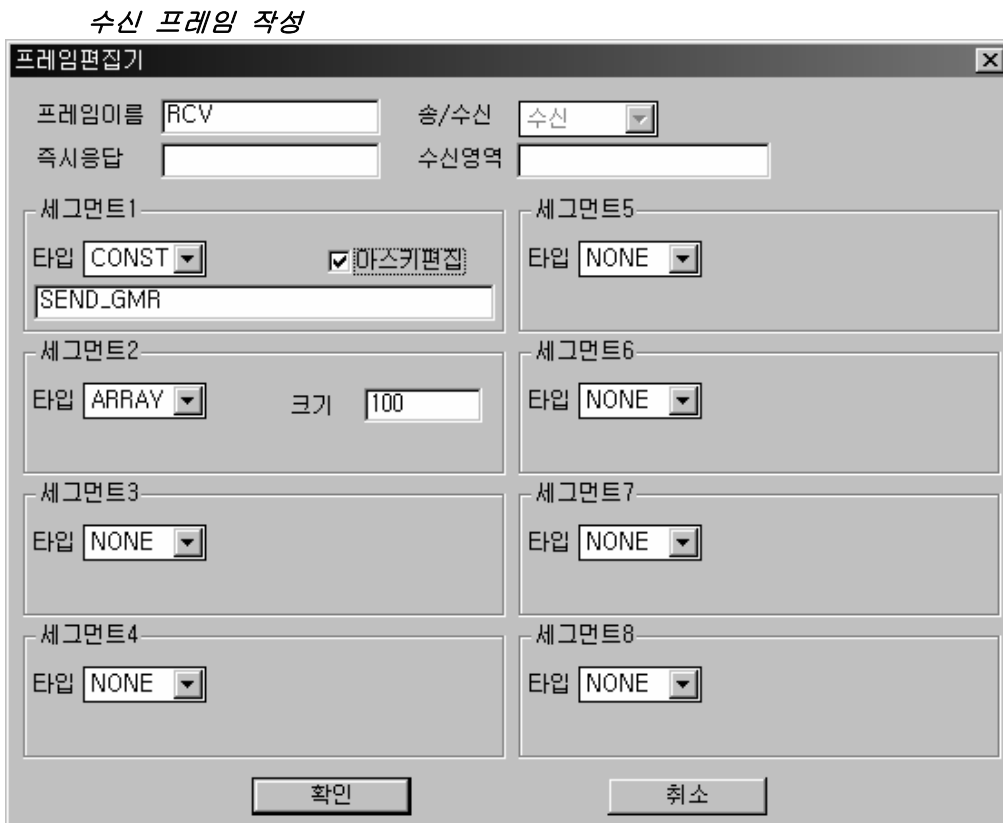 수신 프레임 작성
프레임편집기
프레임이름 RCV 송/수신 수신
즉시응답 수신영역
세그먼트1
타입 CONST 아스키편집
SEND_GMR
세그먼트2
타입 ARRAY 크기 100
세그먼트3
타입 NONE
세그먼트4
타입 NONE
세그먼트5
타입 NONE
세그먼트6
타입 NONE
세그먼트7
타입 NONE
세그먼트8
타입 NONE
확인 취소